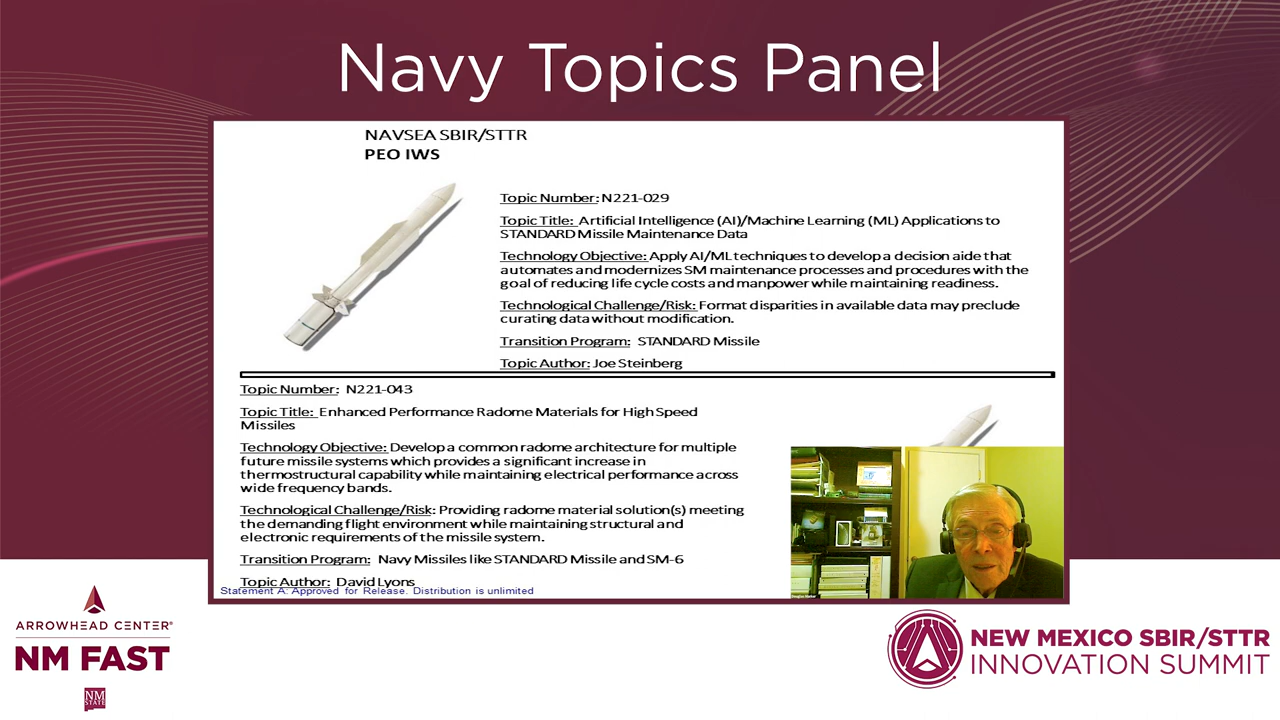 Navy Topics Panel
NAVSEA SBIR/STTR
PEO IWS
Topic Number: N221-029
Topic Title: Artificial Intelligence (AI)/Machine Learning (ML) Applications to
STANDARD Missile Maintenance Data
Technology Objective: Apply AI/ML techniques to develop a decision aide that
automates and modernizes SM maintenance processes and procedures with the
goal of reducing life cycle costs and manpower while maintaining readiness.
Technological Challenge/Risk: Format disparities in available data may preclude
curating data without modification.
Transition Program: STANDARD Missile
Topic Author: Joe Steinberg
Topic Number: N221-043
Topic Title: Enhanced Performance Radome Materials for High Speed
Missiles
Technology Objective: Develop a common radome architecture for multiple
future missile systems which provides a significant increase in
thermostructural capability while maintaining electrical performance across
wide frequency bands.
Technological Challenge/Risk: Providing radome material solution(s) meeting
the demanding flight environment while maintaining structural and
electronic requirements of the missile system.
Transition Program: Navy Missiles like STANDARD Missile and SM-6
Topic Author: David Lyons
Statement A: Approved for Release. Distribution is unlimited
ARROWHEAD CENTER®
NM FAST
NM
STATE
NEW MEXICO SBIR/STTR
INNOVATION SUMMIT